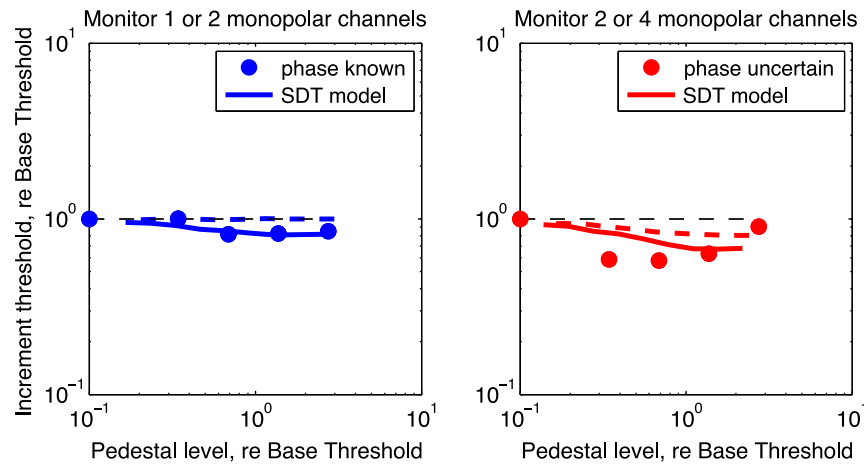 Monitor 1 or 2 monopolar channels
Monitor 2 or 4 monopolar channels
Increment threshold, re Base Threshold
10^1
10^0
10^-1
phase known
SDT model
10^-1
10^0
10^1
Pedestal level, re Base Threshold
10^1
10^0
10^-1
phase uncertain
SDT model
10^-1
10^0
10^1
Pedestal level, re Base Threshold